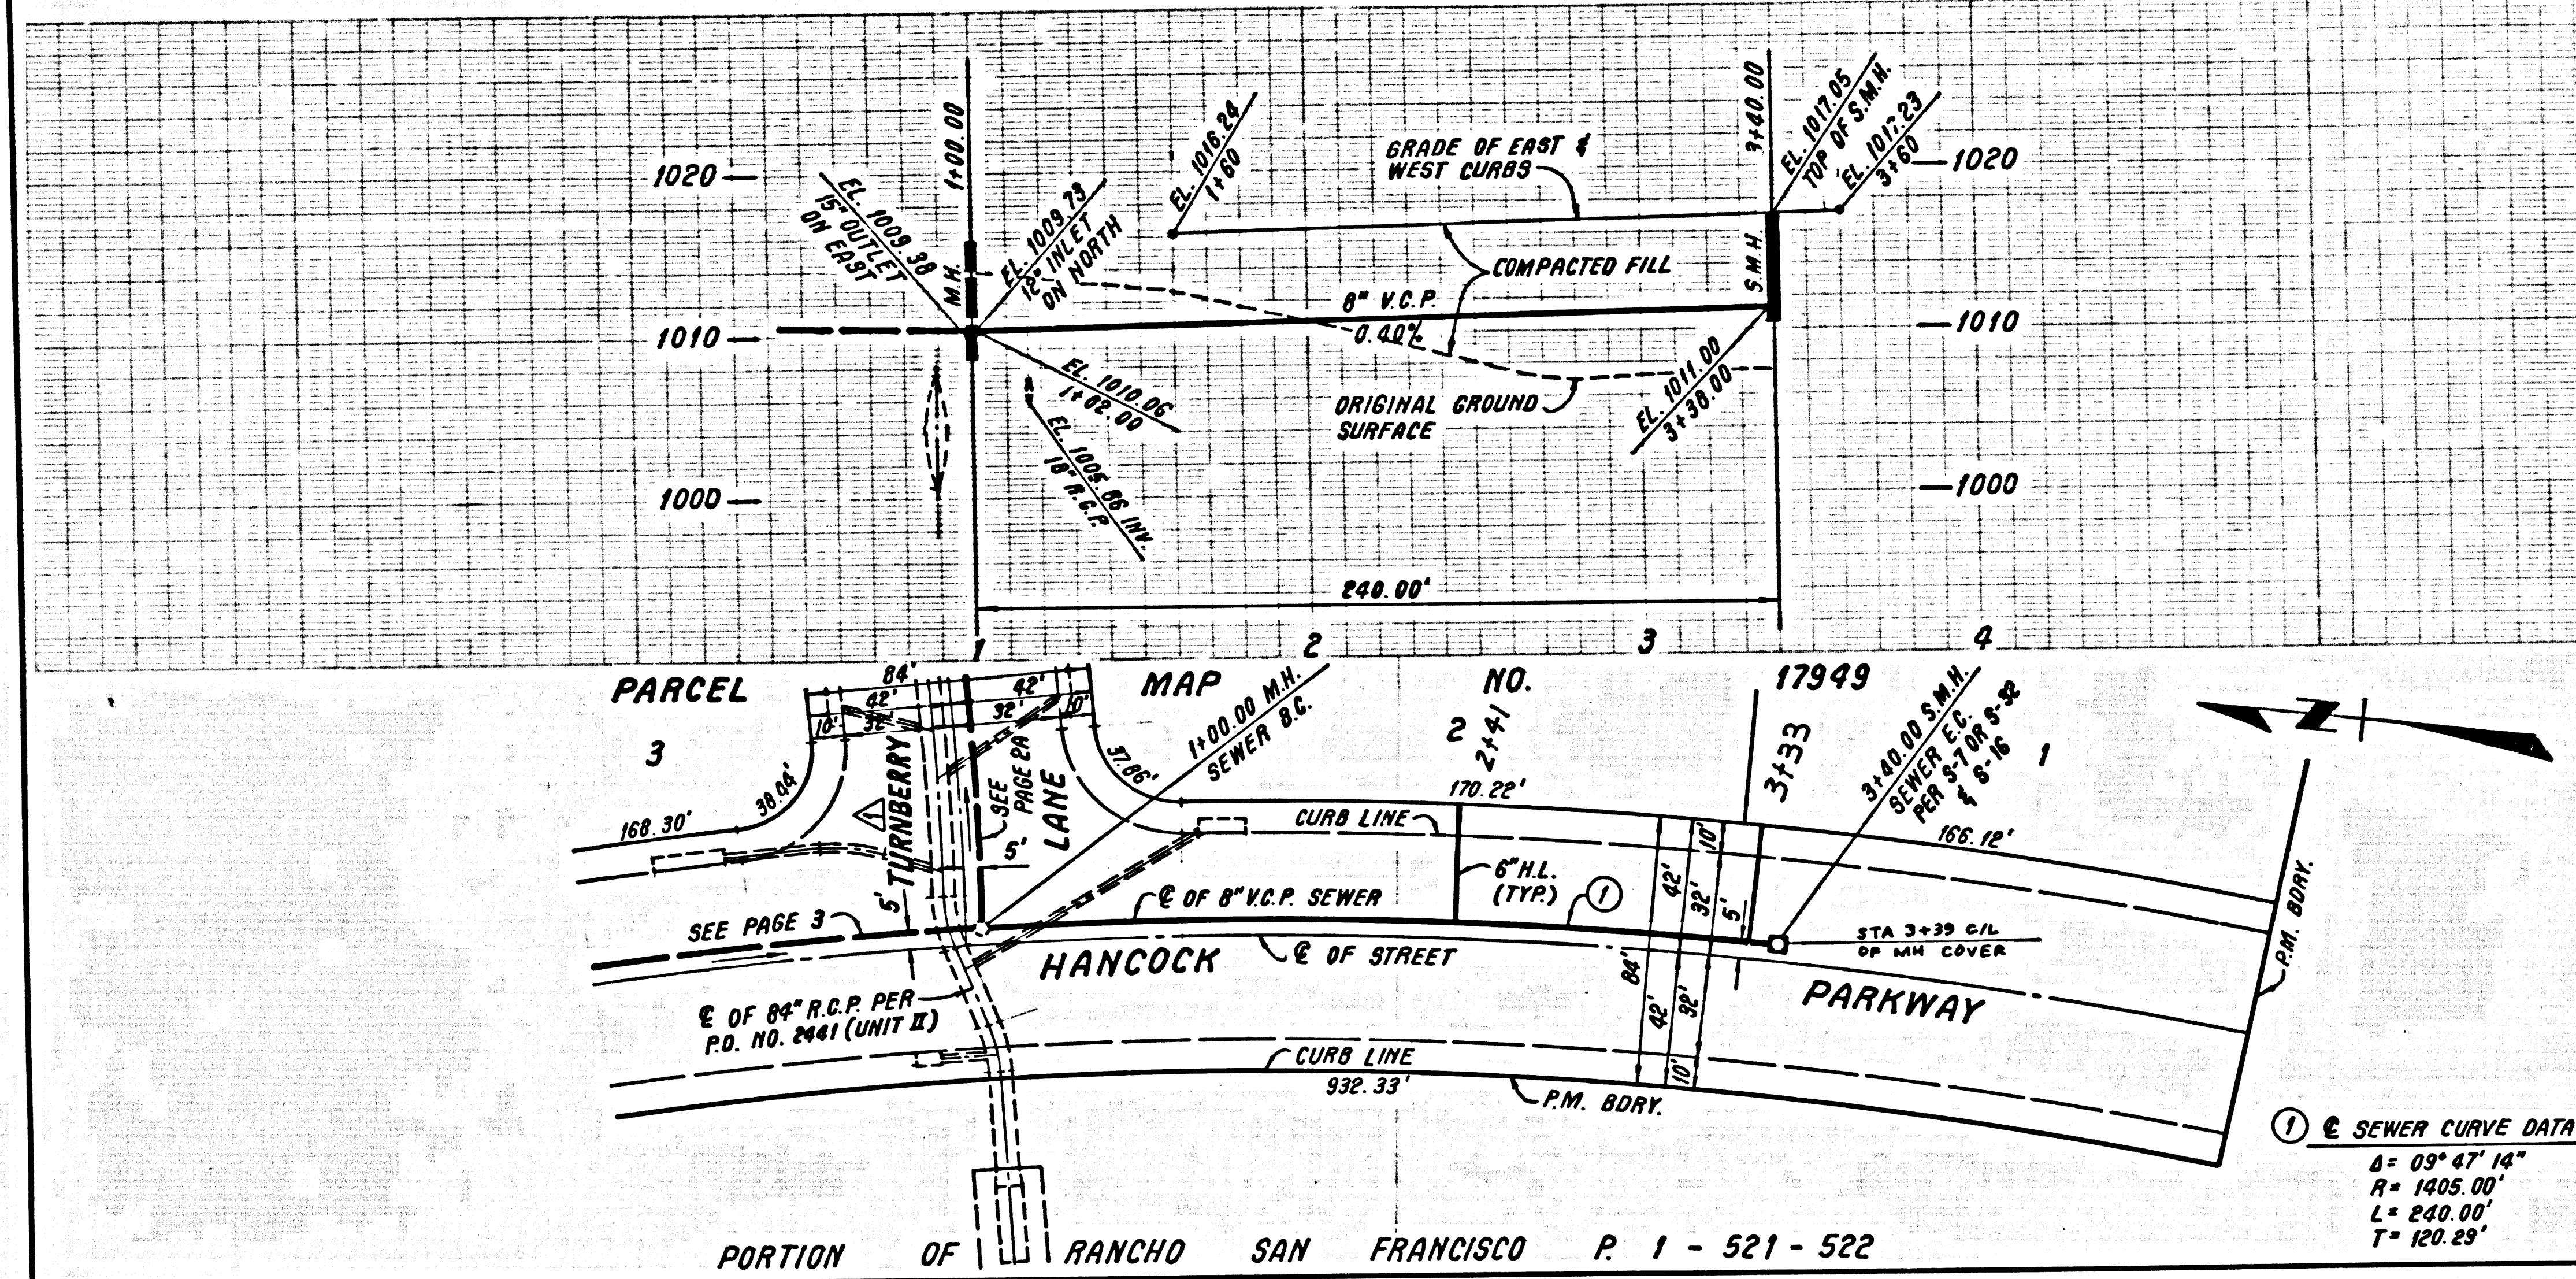 1+00.00
3+40.00
EL. 1017.05
TOP OF S.M.H.
EL. 1017.23
3+60
EL. 1016.24
1+60
GRADE OF EAST &
WEST CURBS
1020
1020
EL. 1009.38
15" OUTLET
ON EAST
M.H.
EL. 1009.73
12" INLET
ON NORTH
COMPACTED FILL
S.M.H.
8" V.C.P.
0.40%
1010
1010
EL. 1010.06
1+02.00
EL. 1011.00
3+38.00
ORIGINAL GROUND
SURFACE
EL. 1005.86 INV.
18" R.C.P.
1000
1000
240.00'
1
2
3
4
PARCEL MAP NO. 17949
84'
42'
42'
10'
32'
32'
10'
3
2
1
38.44'
37.86'
168.30'
1
TURNBERRY
LANE
SEE
PAGE 2A
5'
5'
1+00.00 M.H.
SEWER B.C.
2+41
170.22'
3+33
3+40.00 S.M.H.
SEWER E.C.
PER S-7 OR S-32
& S-16
166.12'
CURB LINE
6" H.L.
(TYP.)
1
℄ OF 8" V.C.P. SEWER
SEE PAGE 3
42'
32'
10'
5'
84'
42'
32'
10'
STA 3+39 C/L
OF MH COVER
P.M. BDRY.
HANCOCK
℄ OF STREET
PARKWAY
℄ OF 84" R.C.P. PER
P.D. NO. 2441 (UNIT II)
CURB LINE
932.33'
P.M. BDRY.
1 ℄ SEWER CURVE DATA
Δ= 09° 47' 14"
R= 1405.00'
L= 240.00'
T= 120.29'
PORTION OF RANCHO SAN FRANCISCO P. 1 - 521 - 522